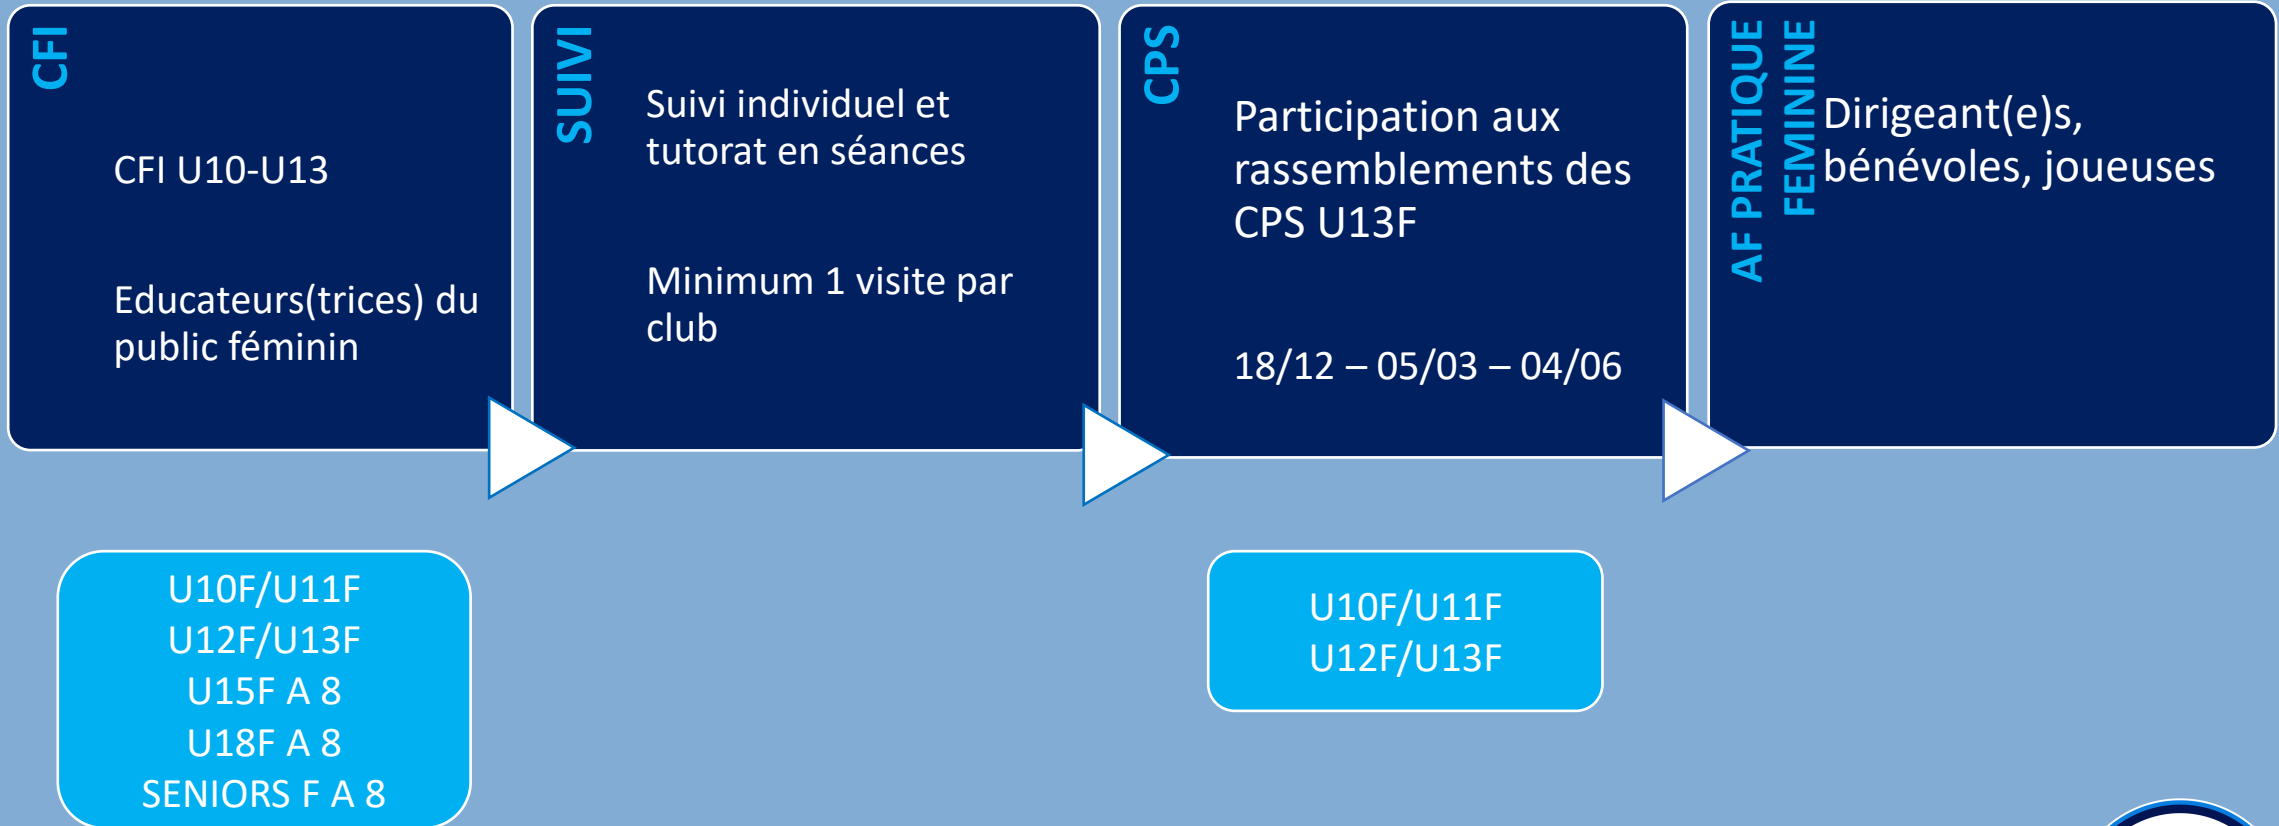 CFI
CFI U10-U13
Educateurs(trices) du
public féminin
SUIVI
Suivi individuel et
tutorat en séances
Minimum 1 visite par
club
CPS
Participation aux
rassemblements des
CPS U13F
18/12 – 05/03 – 04/06
AF PRATIQUE
FEMININE
Dirigeant(e)s,
bénévoles, joueuses
U10F/U11F
U12F/U13F
U15F A 8
U18F A 8
SENIORS F A 8
U10F/U11F
U12F/U13F